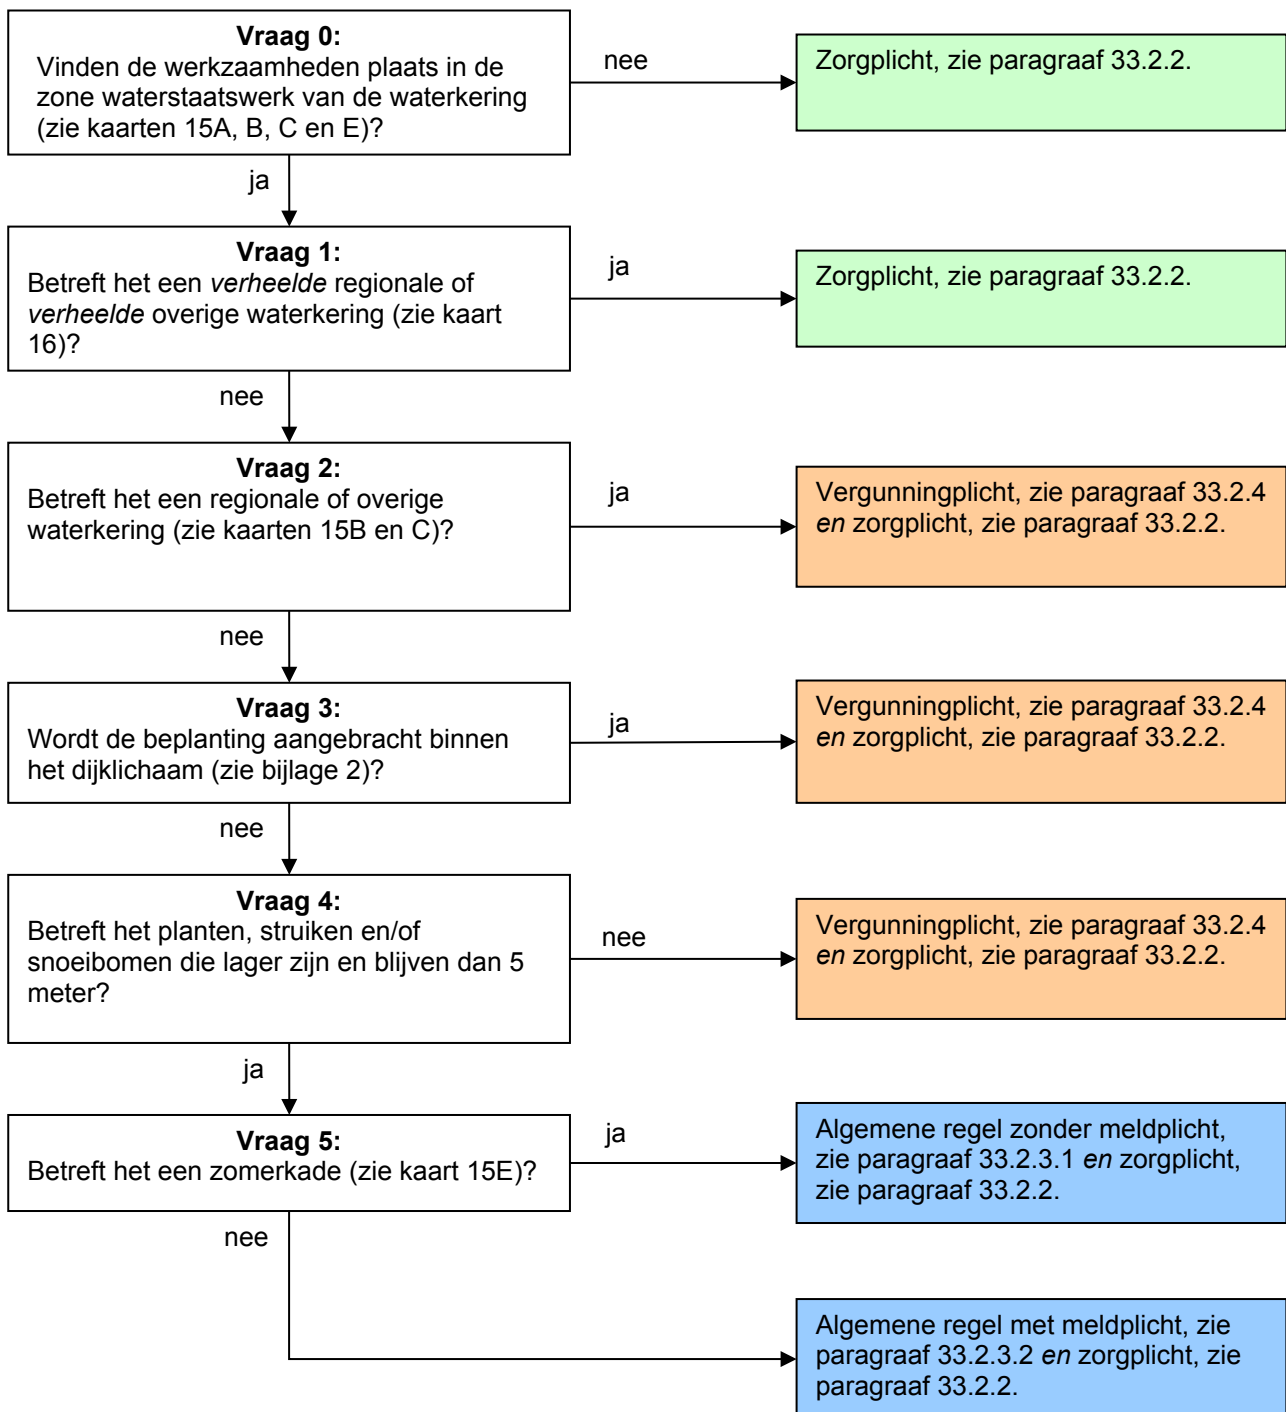 Vraag 0:
Vinden de werkzaamheden plaats in de
zone waterstaatswerk van de waterkering
(zie kaarten 15A, B, C en E)?
nee
Zorgplicht, zie paragraaf 33.2.2.
ja
Vraag 1:
Betreft het een verheelde regionale of
verheelde overige waterkering (zie kaart
16)?
ja
Zorgplicht, zie paragraaf 33.2.2.
nee
Vraag 2:
Betreft het een regionale of overige
waterkering (zie kaarten 15B en C)?
ja
Vergunningplicht, zie paragraaf 33.2.4
en zorgplicht, zie paragraaf 33.2.2.
nee
Vraag 3:
Wordt de beplanting aangebracht binnen
het dijklichaam (zie bijlage 2)?
ja
Vergunningplicht, zie paragraaf 33.2.4
en zorgplicht, zie paragraaf 33.2.2.
nee
Vraag 4:
Betreft het planten, struiken en/of
snoeibomen die lager zijn en blijven dan 5
meter?
nee
Vergunningplicht, zie paragraaf 33.2.4
en zorgplicht, zie paragraaf 33.2.2.
ja
Vraag 5:
Betreft het een zomerkade (zie kaart 15E)?
ja
Algemene regel zonder meldplicht,
zie paragraaf 33.2.3.1 en zorgplicht,
zie paragraaf 33.2.2.
nee
Algemene regel met meldplicht, zie
paragraaf 33.2.3.2 en zorgplicht, zie
paragraaf 33.2.2.